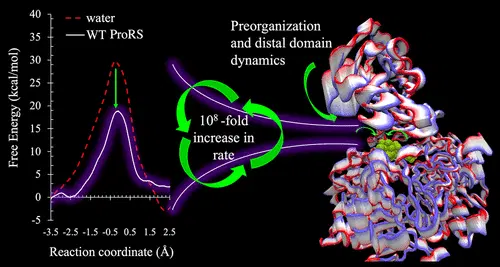 water
WT ProRS
Free Energy (kcal/mol)
40
35
30
25
20
15
10
5
0
-5
-3.5 -2.5 -1.5 -0.5 0.5 1.5 2.5
Reaction coordinate (Å)
10⁸ -fold
increase in
rate
Preorganization
and distal domain
dynamics